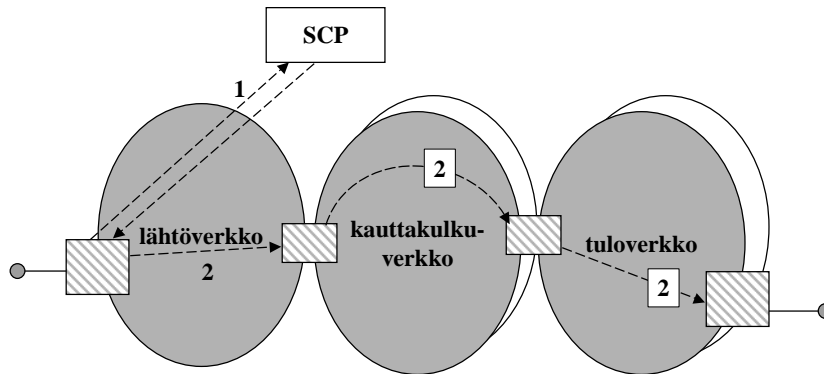 SCP
1
2
lähtöverkko
2
kauttakulku-
verkko
tuloverkko
2